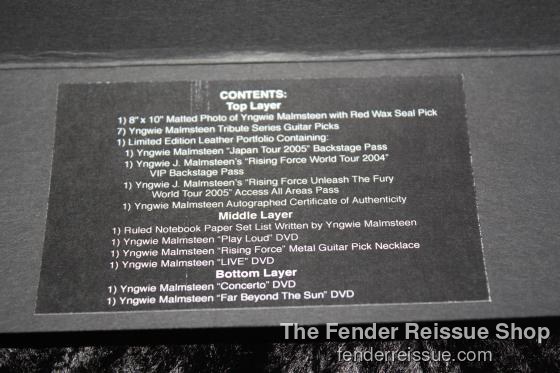 CONTENTS:
Top Layer
1) 8" x 10" Matted Photo of Yngwie Malmsteen with Red Wax Seal Pick
7) Yngwie Malmsteen Tribute Series Guitar Picks
1) Limited Edition Leather Portfolio Containing:
1) Yngwie Malmsteen "Japan Tour 2005" Backstage Pass
1) Yngwie J. Malmsteen's "Rising Force World Tour 2004"
VIP Backstage Pass
1) Yngwie J. Malmsteen's "Rising Force Unleash The Fury
World Tour 2005" Access All Areas Pass
1) Yngwie Malmsteen Autographed Certificate of Authenticity
Middle Layer
1) Ruled Notebook Paper Set List Written by Yngwie Malmsteen
1) Yngwie Malmsteen "Play Loud" DVD
1) Yngwie Malmsteen "Rising Force" Metal Guitar Pick Necklace
1) Yngwie Malmsteen "LIVE" DVD
Bottom Layer
1) Yngwie Malmsteen "Concerto" DVD
1) Yngwie Malmsteen "Far Beyond The Sun" DVD
The Fender Reissue Shop
fenderreissue.com